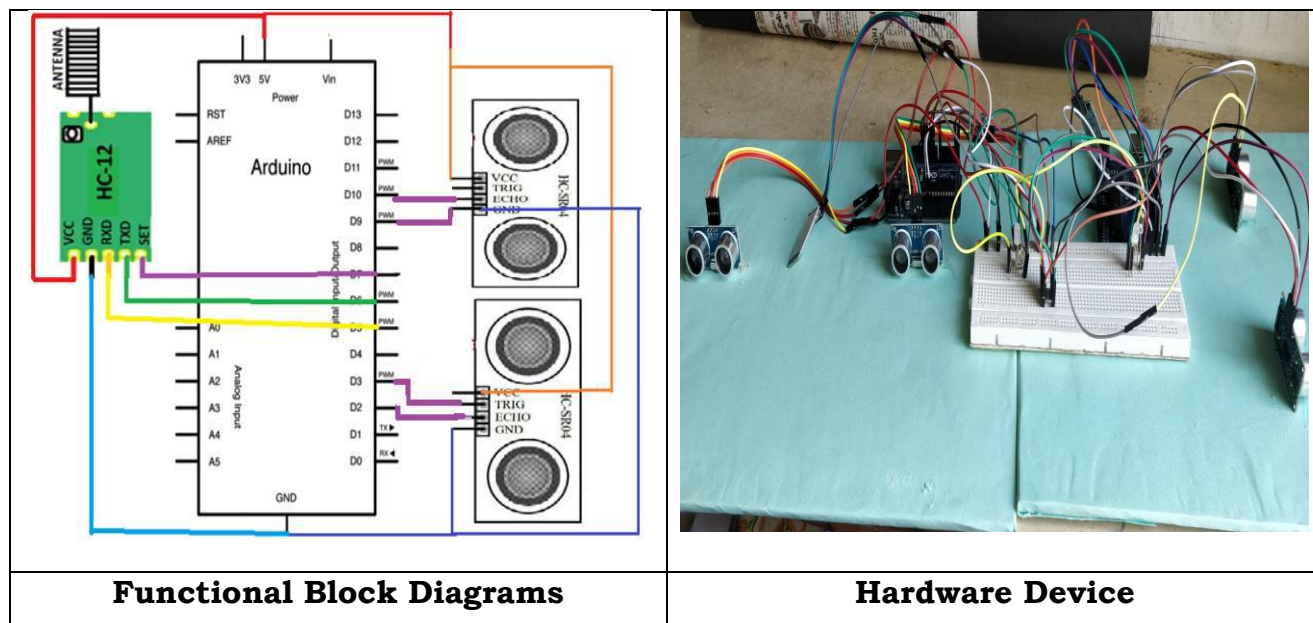 ANTENNA
HC-12
VCC
GND
RXD
TXD
SET
3V3 5V Vin
Power
RST
AREF
Arduino
D13
D12
D11
PWM
D10
PWM
D9
PWM
D8
D7
D6
PWM
D5
PWM
D4
D3
PWM
D2
D1
TX
D0
RX
Digital Input/Output
A0
A1
A2
A3
A4
A5
Analog Input
GND
VCC
TRIG
ECHO
GND
HC-SR04
VCC
TRIG
ECHO
GND
HC-SR04
Functional Block Diagrams
Hardware Device